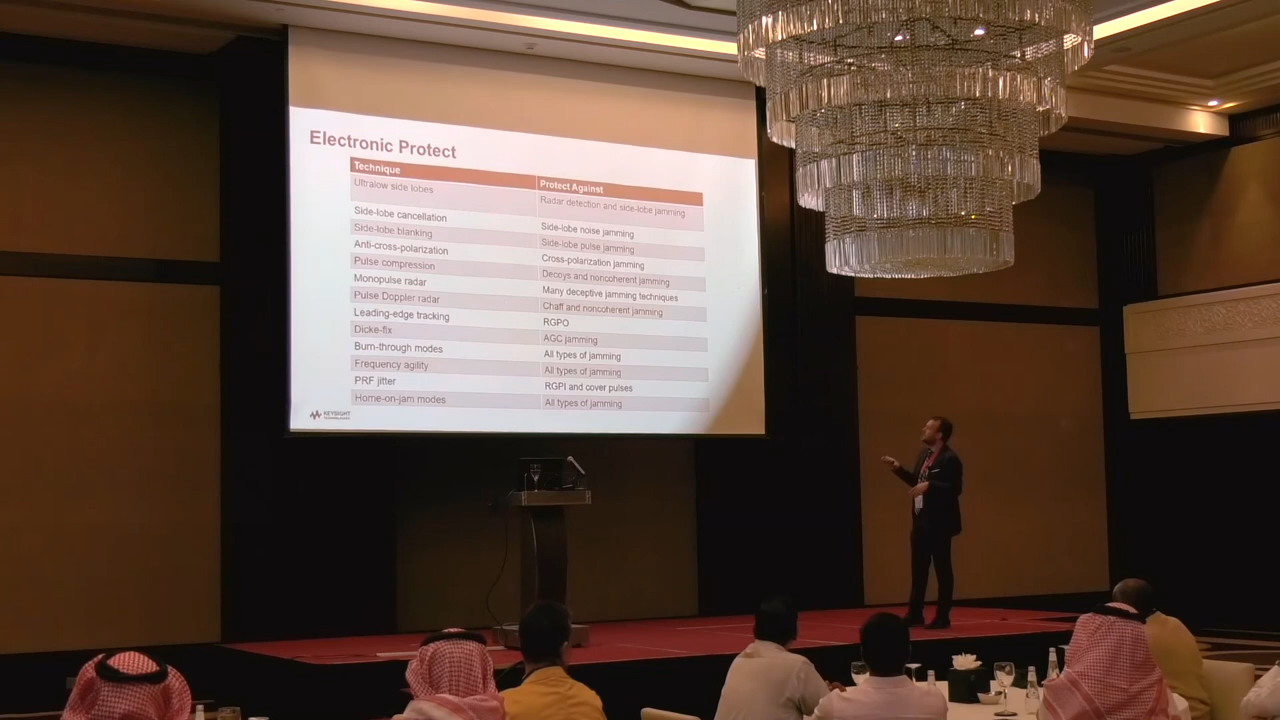 Electronic Protect
Technique Protect Against
Ultralow side lobes Radar detection and side-lobe jamming
Side-lobe cancellation Side-lobe noise jamming
Side-lobe blanking Side-lobe pulse jamming
Anti-cross-polarization Cross-polarization jamming
Pulse compression Decoys and noncoherent jamming
Monopulse radar Many deceptive jamming techniques
Pulse Doppler radar Chaff and noncoherent jamming
Leading-edge tracking RGPO
Dicke-fix AGC jamming
Burn-through modes All types of jamming
Frequency agility All types of jamming
PRF jitter RGPI and cover pulses
Home-on-jam modes All types of jamming
KEYSIGHT